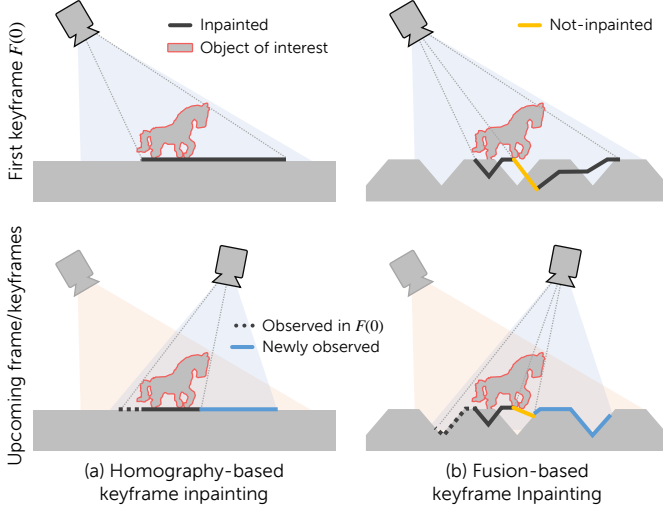 First keyframe F(0)
Inpainted
Object of interest
Not-inpainted
Upcoming frame/keyframes
Observed in F(0)
Newly observed
(a) Homography-based
keyframe inpainting
(b) Fusion-based
keyframe Inpainting